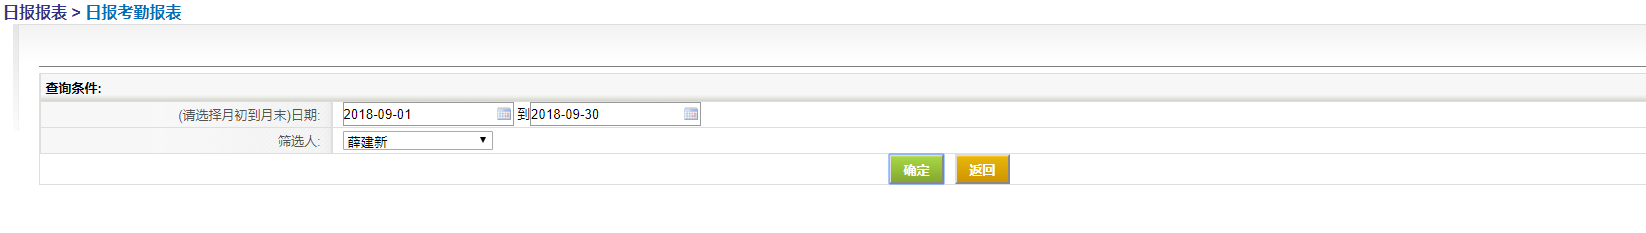 日报报表 > 日报考勤报表
查询条件:
(请选择月初到月末)日期: 2018-09-01 到 2018-09-30
筛选人: 薛建新
确定 返回